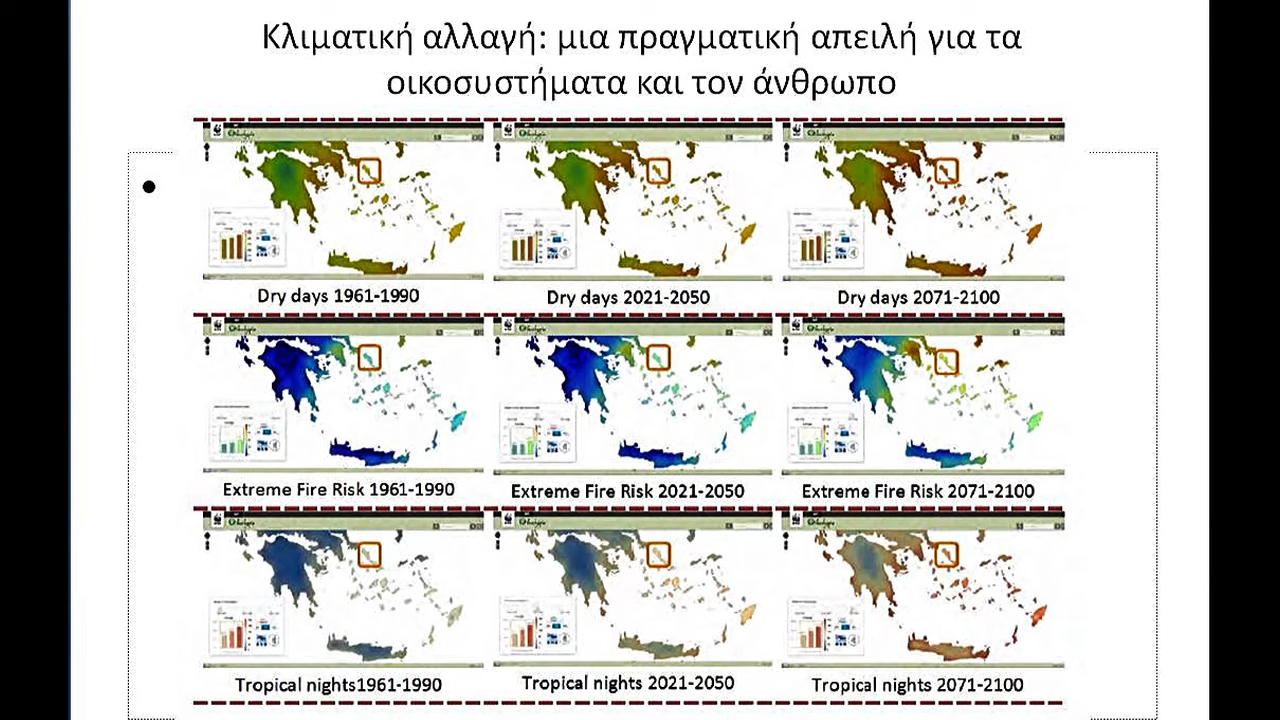 Κλιματική αλλαγή: μια πραγματική απειλή για τα
οικοσυστήματα και τον άνθρωπο
Dry days 1961-1990
Dry days 2021-2050
Dry days 2071-2100
Extreme Fire Risk 1961-1990
Extreme Fire Risk 2021-2050
Extreme Fire Risk 2071-2100
Tropical nights1961-1990
Tropical nights 2021-2050
Tropical nights 2071-2100